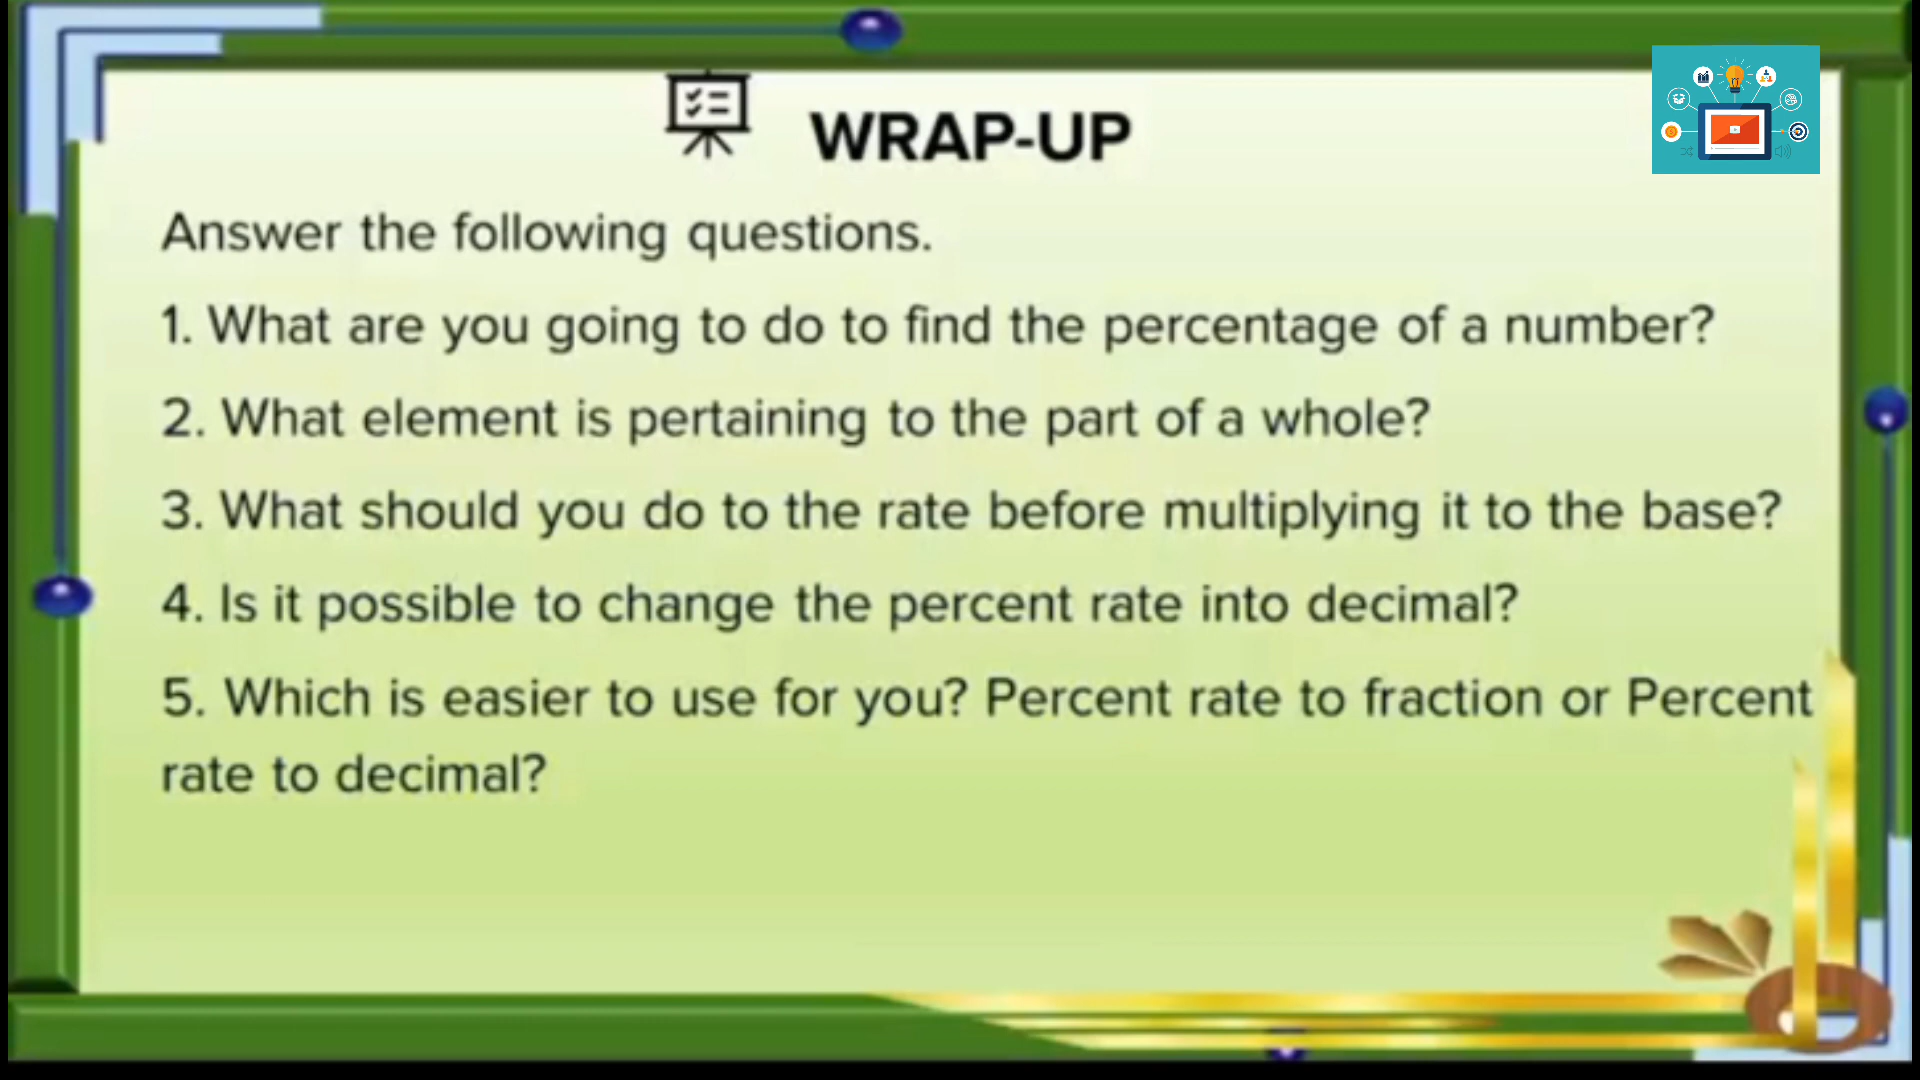 WRAP-UP
Answer the following questions.
1. What are you going to do to find the percentage of a number?
2. What element is pertaining to the part of a whole?
3. What should you do to the rate before multiplying it to the base?
4. Is it possible to change the percent rate into decimal?
5. Which is easier to use for you? Percent rate to fraction or Percent
rate to decimal?